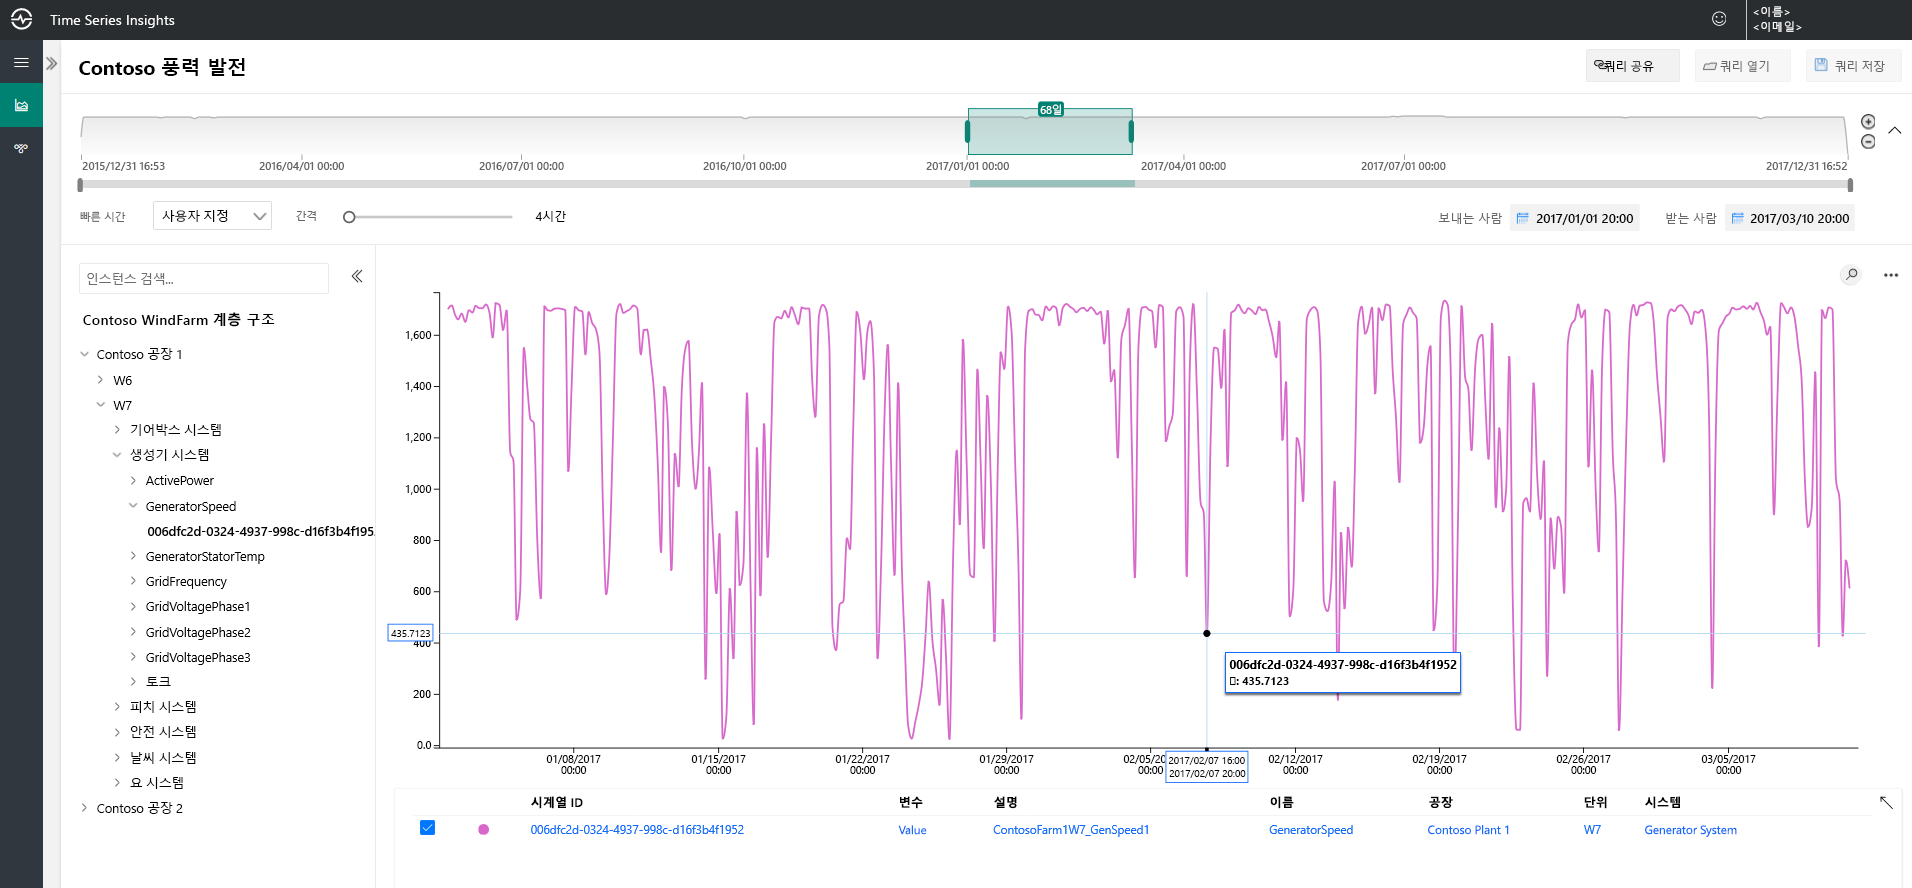 Time Series Insights
<이름>
<이메일>
Contoso 풍력 발전
쿼리 공유
쿼리 열기
쿼리 저장
68일
2015/12/31 16:53
2016/04/01 00:00
2016/07/01 00:00
2016/10/01 00:00
2017/01/01 00:00
2017/04/01 00:00
2017/07/01 00:00
2017/12/31 16:52
빠른 시간
사용자 지정
간격
4시간
보내는 사람
2017/01/01 20:00
받는 사람
2017/03/10 20:00
인스턴스 검색...
Contoso WindFarm 계층 구조
Contoso 공장 1
W6
W7
기어박스 시스템
생성기 시스템
ActivePower
GeneratorSpeed
006dfc2d-0324-4937-998c-d16f3b4f195
GeneratorStatorTemp
GridFrequency
GridVoltagePhase1
GridVoltagePhase2
GridVoltagePhase3
토크
피치 시스템
안전 시스템
날씨 시스템
요 시스템
Contoso 공장 2
1,600
1,400
1,200
1,000
800
600
435.7123
400
200
0.0
006dfc2d-0324-4937-998c-d16f3b4f1952
: 435.7123
01/08/2017
00:00
01/15/2017
00:00
01/22/2017
00:00
01/29/2017
00:00
02/05/20
00:00
2017/02/07 16:00
2017/02/07 20:00
02/12/2017
00:00
02/19/2017
00:00
02/26/2017
00:00
03/05/2017
00:00
시계열 ID 변수 설명 이름 공장 단위 시스템
006dfc2d-0324-4937-998c-d16f3b4f1952 Value ContosoFarm1W7_GenSpeed1 GeneratorSpeed Contoso Plant 1 W7 Generator System